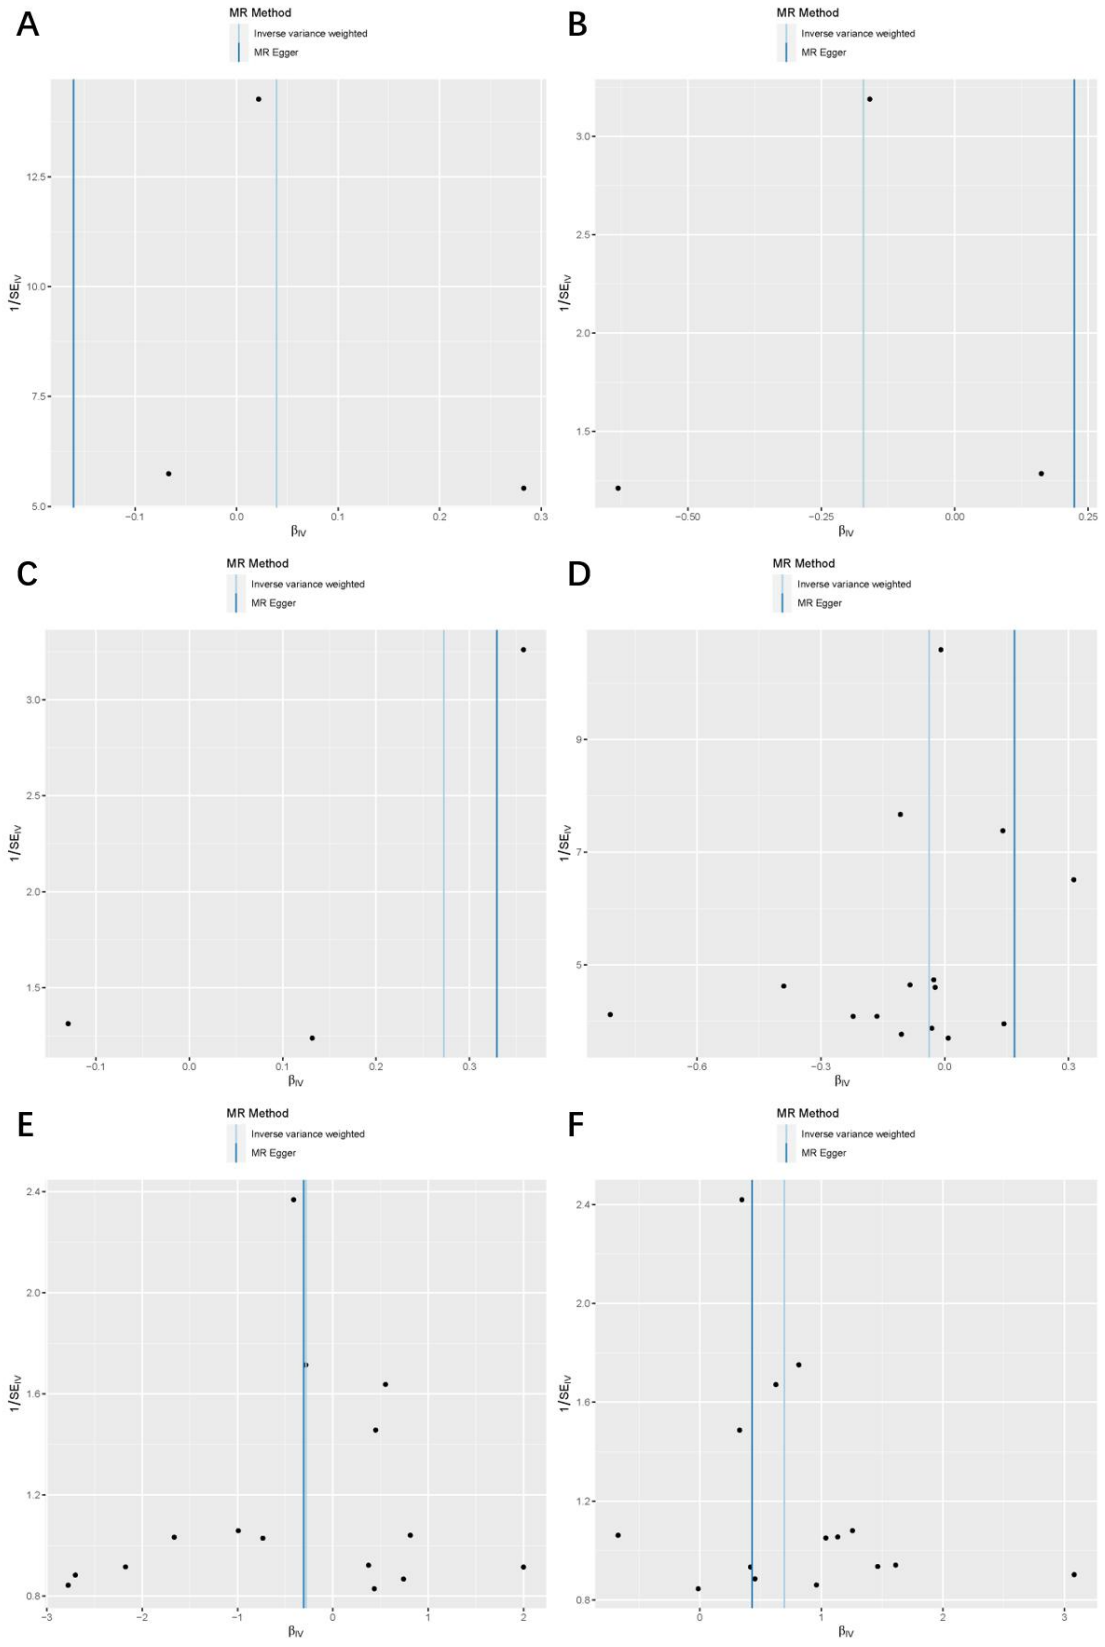 A
MR Method
Inverse variance weighted
MR Egger
12.5
10.0
7.5
5.0
1/SEIV
−0.1 0.0 0.1 0.2 0.3
βIV
B
MR Method
Inverse variance weighted
MR Egger
3.0
2.5
2.0
1.5
1/SEIV
−0.50 −0.25 0.00 0.25
βIV
C
MR Method
Inverse variance weighted
MR Egger
3.0
2.5
2.0
1.5
1/SEIV
−0.1 0.0 0.1 0.2 0.3
βIV
D
MR Method
Inverse variance weighted
MR Egger
9
7
5
1/SEIV
−0.6 −0.3 0.0 0.3
βIV
E
MR Method
Inverse variance weighted
MR Egger
2.4
2.0
1.6
1.2
0.8
1/SEIV
−3 −2 −1 0 1 2
βIV
F
MR Method
Inverse variance weighted
MR Egger
2.4
2.0
1.6
1.2
0.8
1/SEIV
0 1 2 3
βIV